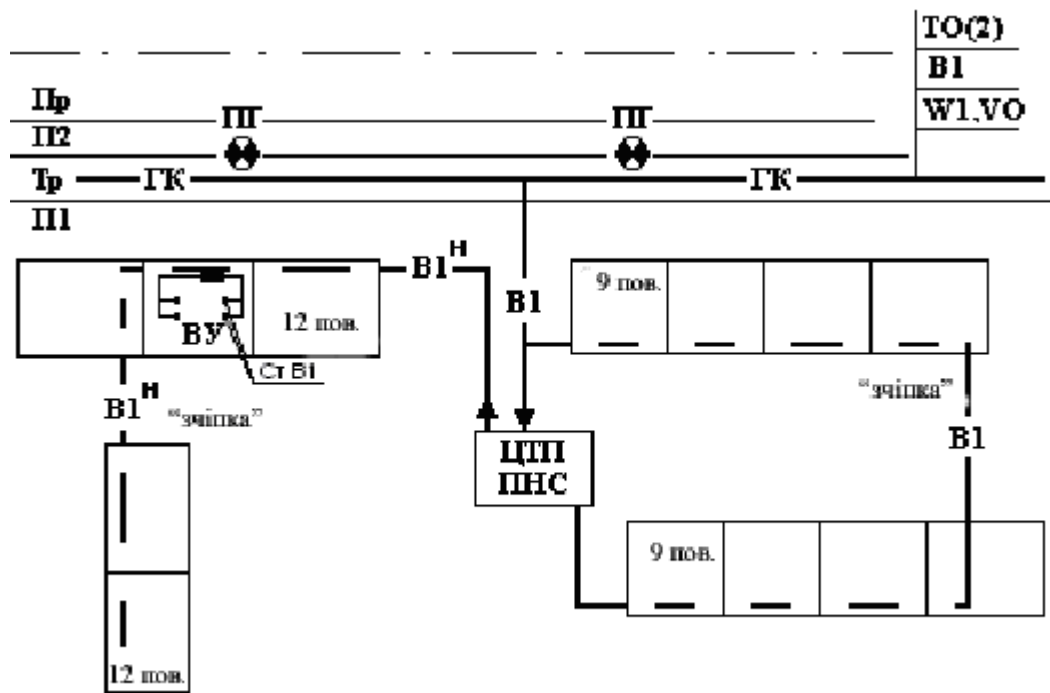 ТО(2)
В1
W1,VO
Пр
ПГ
ПГ
П2
Тр
ГК
ГК
П1
В1Н
В1
9 пов.
12 пов.
ВУ
Ст В1
В1Н
“зчіпка”
“зчіпка”
В1
ЦТП
ПНС
9 пов.
12 пов.